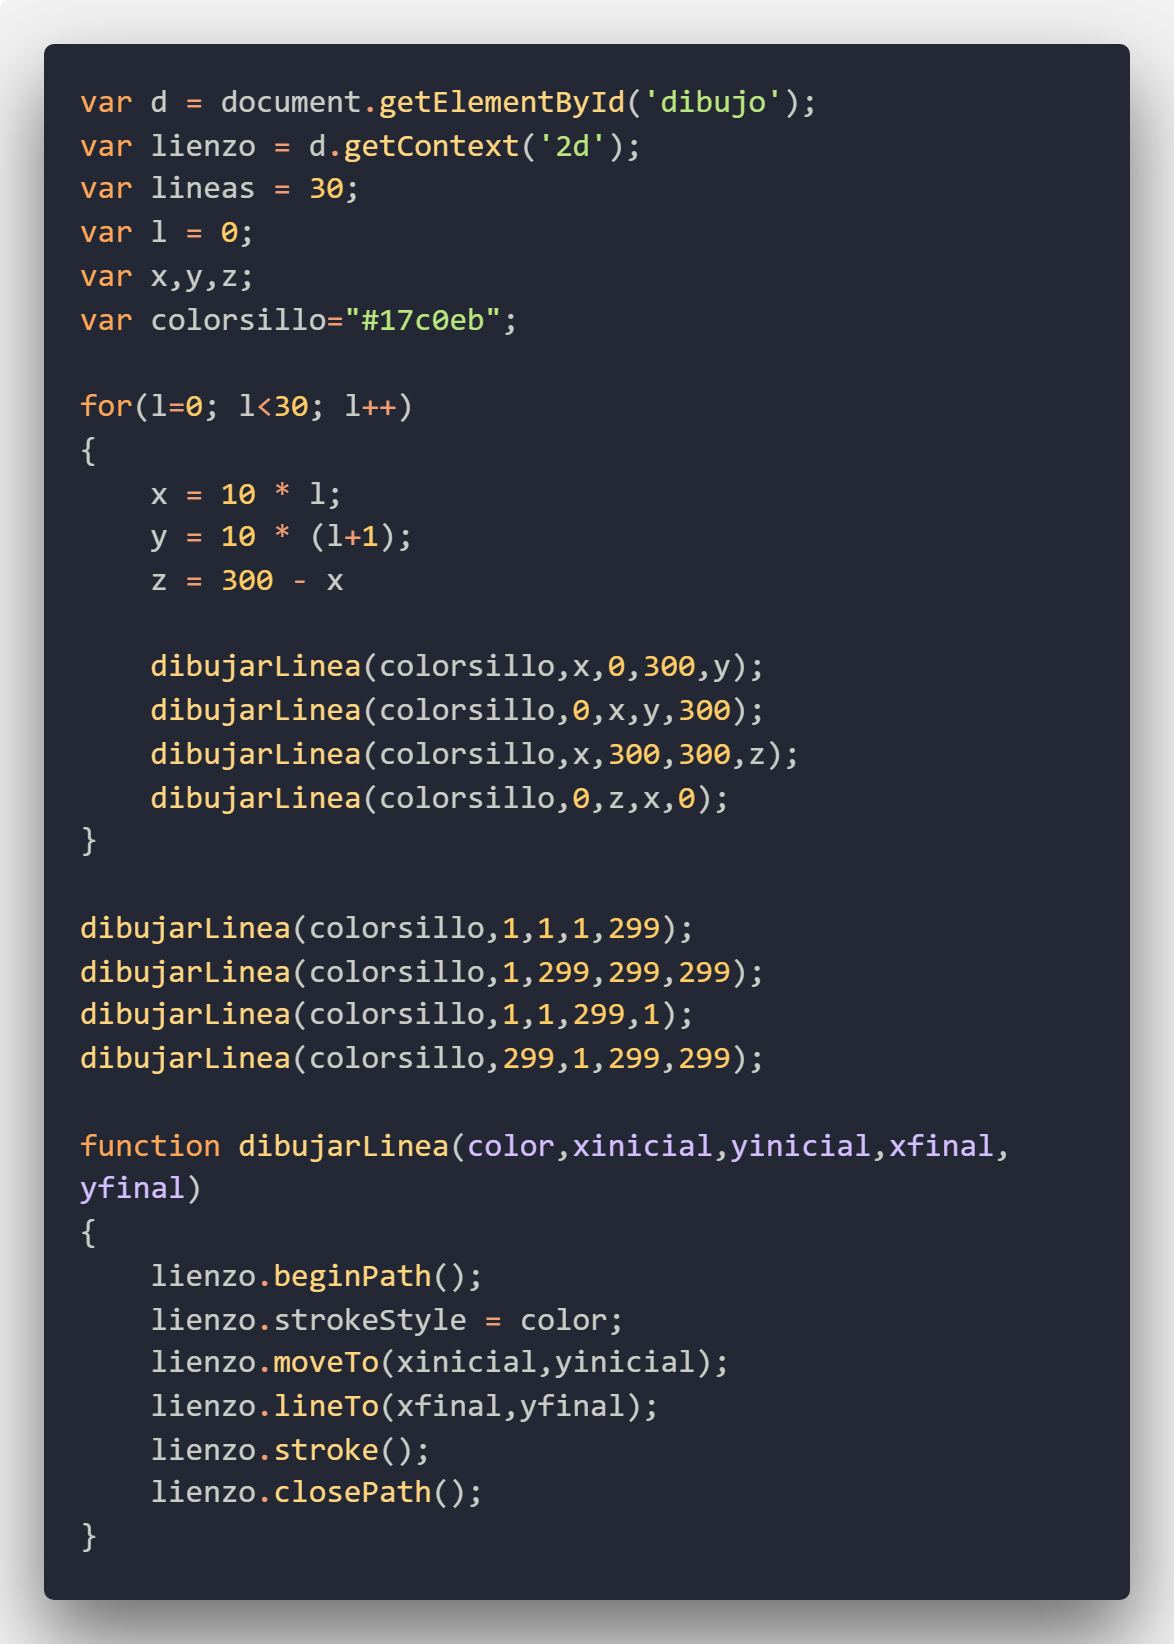 var d = document.getElementById('dibujo');
var lienzo = d.getContext('2d');
var lineas = 30;
var l = 0;
var x,y,z;
var colorsillo="#17c0eb";

for(l=0; l<30; l++)
{
    x = 10 * l;
    y = 10 * (l+1);
    z = 300 - x

    dibujarLinea(colorsillo,x,0,300,y);
    dibujarLinea(colorsillo,0,x,y,300);
    dibujarLinea(colorsillo,x,300,300,z);
    dibujarLinea(colorsillo,0,z,x,0);
}

dibujarLinea(colorsillo,1,1,1,299);
dibujarLinea(colorsillo,1,299,299,299);
dibujarLinea(colorsillo,1,1,299,1);
dibujarLinea(colorsillo,299,1,299,299);

function dibujarLinea(color,xinicial,yinicial,xfinal,
yfinal)
{
    lienzo.beginPath();
    lienzo.strokeStyle = color;
    lienzo.moveTo(xinicial,yinicial);
    lienzo.lineTo(xfinal,yfinal);
    lienzo.stroke();
    lienzo.closePath();
}